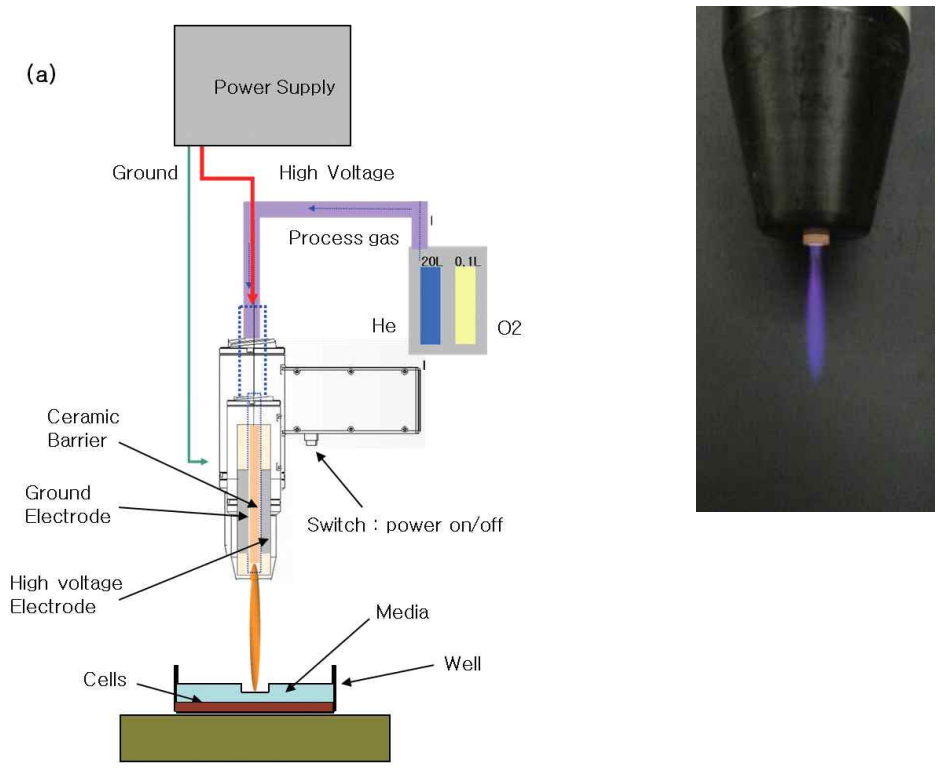 (a)
Power Supply
Ground
High Voltage
Process gas
20L
0.1L
He
O2
Ceramic
Barrier
Ground
Electrode
Switch : power on/off
High voltage
Electrode
Media
Well
Cells